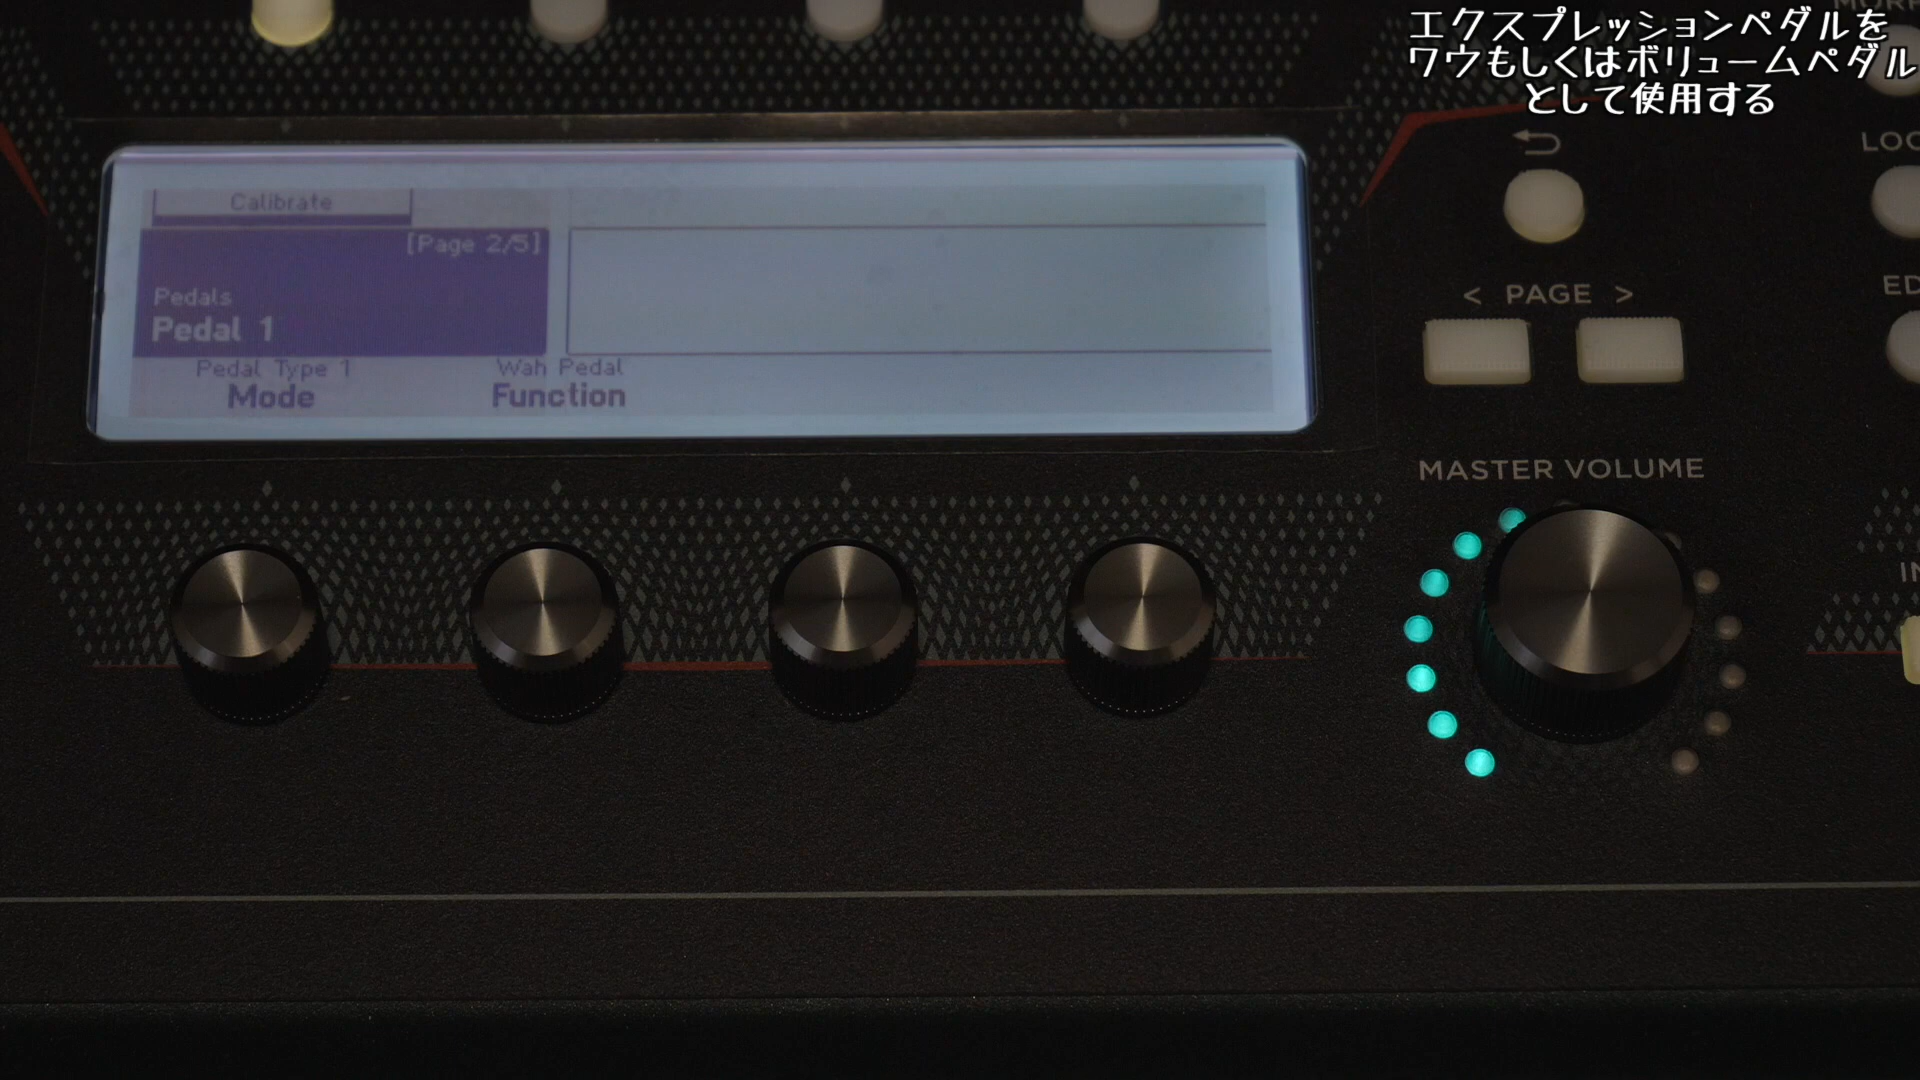 エクスプレッションペダルを
ワウもしくはボリュームペダル
として使用する
Calibrate
[Page 2/5]
Pedals
Pedal 1
Pedal Type 1
Mode
Wah Pedal
Function
< PAGE >
MASTER VOLUME